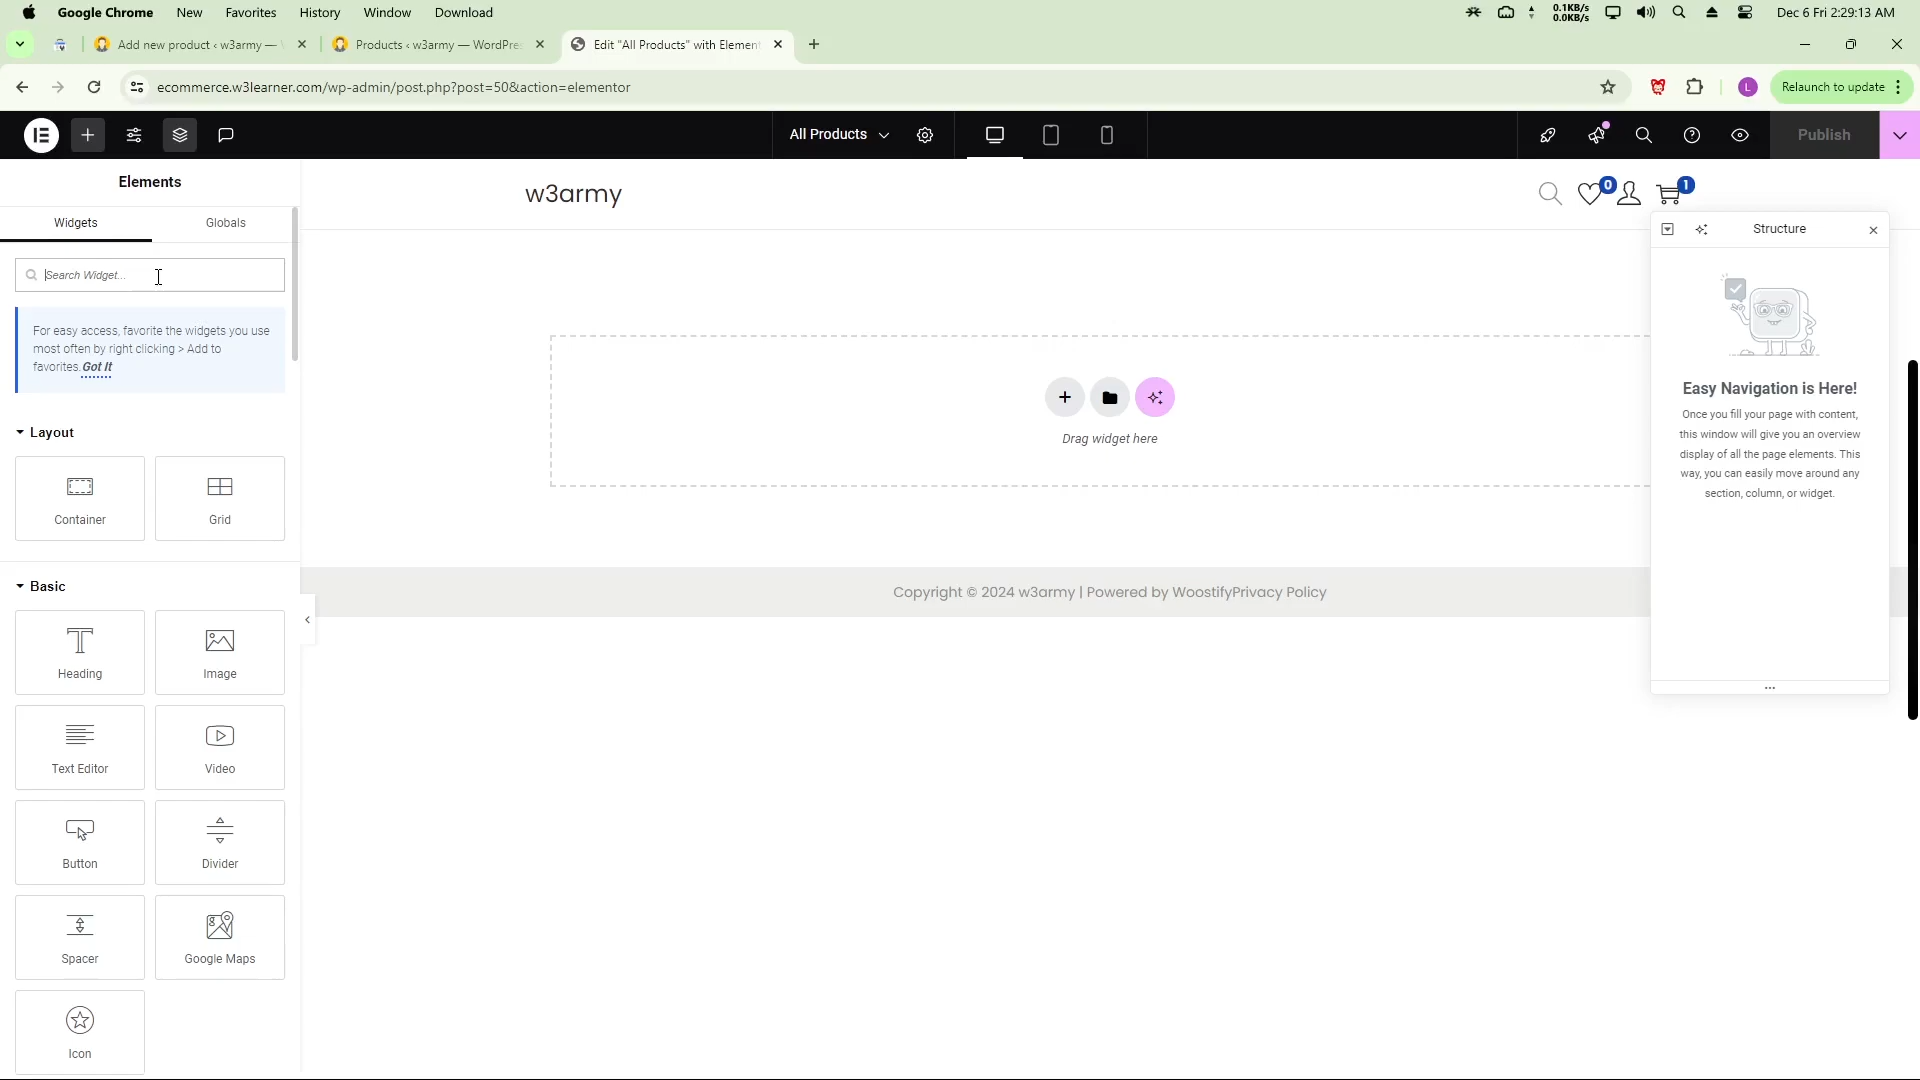 Google Chrome New Favorites History Window Download
0.1KB/s
0.0KB/s
Dec 6 Fri 2:29:13 AM
Add new product ‹ w3army —
Products ‹ w3army — WordPre
Edit "All Products" with Elemen
ecommerce.w3learner.com/wp-admin/post.php?post=50&action=elementor
L
Relaunch to update
All Products
Publish
Elements
Widgets
Globals
Search Widget...
For easy access, favorite the widgets you use
most often by right clicking > Add to
favorites. Got It
Layout
Container
Grid
Basic
Heading
Image
Text Editor
Video
Button
Divider
Spacer
Google Maps
Icon
w3army
0
1
Drag widget here
Copyright © 2024 w3army | Powered by WoostifyPrivacy Policy
Structure
Easy Navigation is Here!
Once you fill your page with content,
this window will give you an overview
display of all the page elements. This
way, you can easily move around any
section, column, or widget.